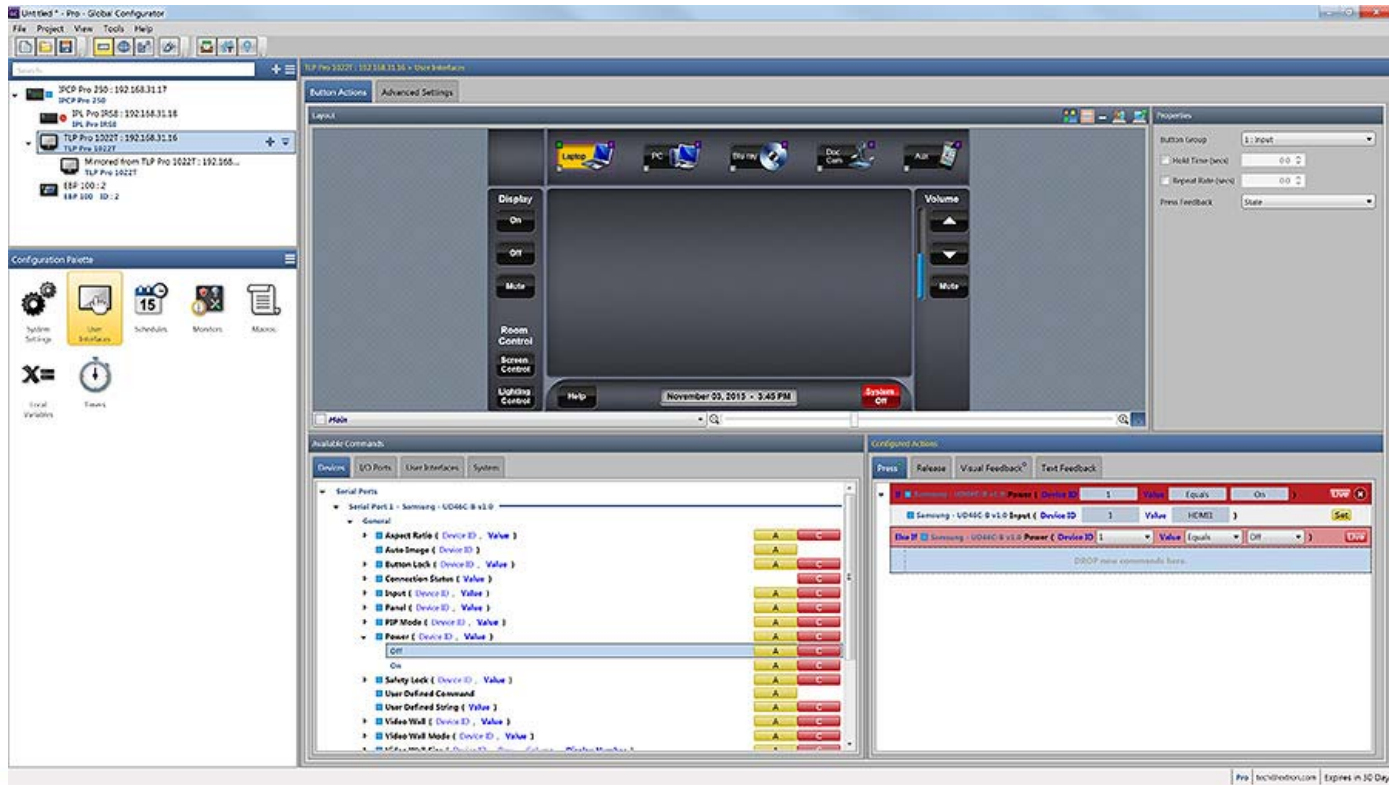 Untitled * - Pro - Global Configurator
File Project View Tools Help
Search
TLP Pro 1022T : 192.168.31.16 > User Interfaces
IPCP Pro 250 : 192.168.31.17
IPCP Pro 250
IPL Pro IRS8 : 192.168.31.18
IPL Pro IRS8
TLP Pro 1022T : 192.168.31.16
TLP Pro 1022T
Mirrored from TLP Pro 1022T : 192.168...
TLP Pro 1022T
EBP 100 : 2
EBP 100 ID : 2
Configuration Palette
System Settings
User Interfaces
15
Schedules
Monitors
Macros
X=
Local Variables
Timers
Button Actions Advanced Settings
Layout
Laptop PC Blu-ray Doc Cam Aux
Display
On
Off
Mute
Room Control
Screen Control
Lighting Control
Volume
Mute
Help
November 03, 2015 - 3:45 PM
System Off
Main
Properties
Button Group 1 : Input
Hold Time (secs) 0.0
Repeat Rate (secs) 0.0
Press Feedback State
Available Commands
Devices I/O Ports User Interfaces System
Serial Ports
Serial Port 1 - Samsung - UD46C-B v1.0
General
Aspect Ratio ( Device ID , Value ) A C
Auto Image ( Device ID ) A
Button Lock ( Device ID , Value ) A C
Connection Status ( Value ) C
Input ( Device ID , Value ) A C
Panel ( Device ID , Value ) A C
PIP Mode ( Device ID , Value ) A C
Power ( Device ID , Value ) A C
Off A C
On A C
Safety Lock ( Device ID , Value ) A C
User Defined Command A
User Defined String ( Value ) A C
Video Wall ( Device ID , Value ) A C
Video Wall Mode ( Device ID , Value ) A C
Configured Actions
Press Release Visual Feedback Text Feedback
If Samsung - UD46C-B v1.0 Power ( Device ID 1 Value Equals On ) Live
Samsung - UD46C-B v1.0 Input ( Device ID 1 Value HDMI1 ) Set
Else If Samsung - UD46C-B v1.0 Power ( Device ID 1 Value Equals Off ) Live
DROP new commands here.
Pro tech@extron.com Expires in 30 Day